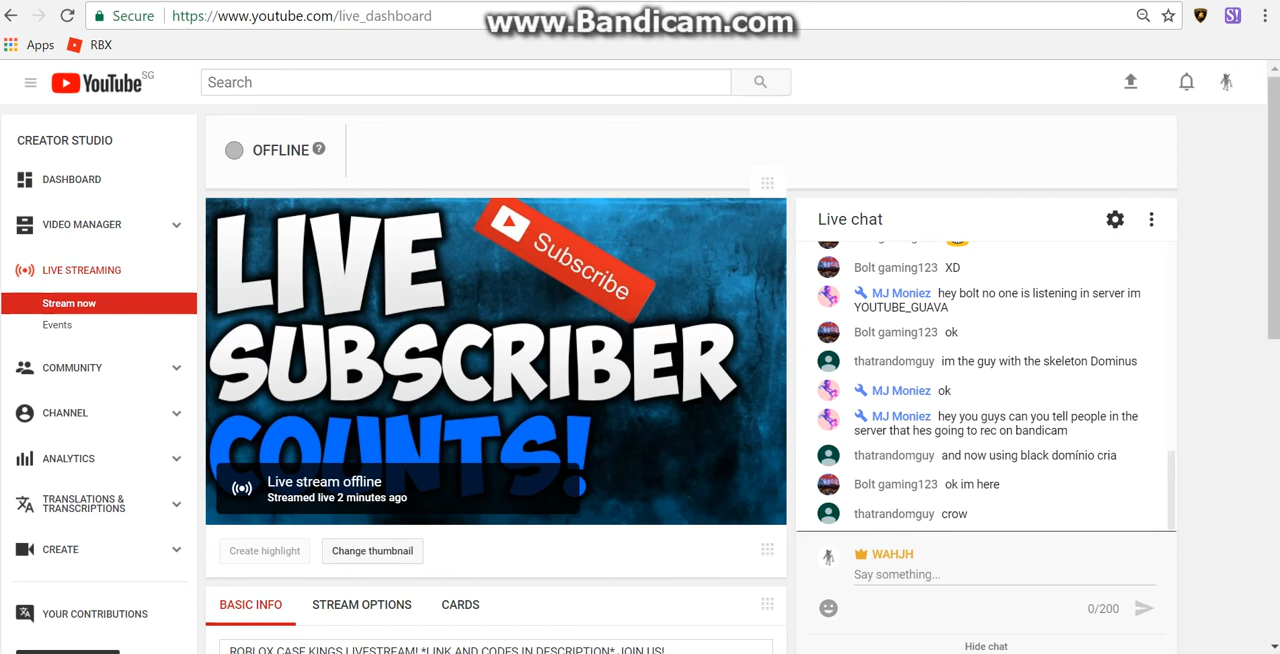 Secure
https://www.youtube.com/live_dashboard
www.Bandicam.com
S!
Apps
RBX
YouTube SG
Search
CREATOR STUDIO
DASHBOARD
VIDEO MANAGER
LIVE STREAMING
Stream now
Events
COMMUNITY
CHANNEL
ANALYTICS
TRANSLATIONS &
TRANSCRIPTIONS
CREATE
YOUR CONTRIBUTIONS
OFFLINE ?
LIVE
Subscribe
SUBSCRIBER
COUNTS!
Live stream offline
Streamed live 2 minutes ago
Create highlight
Change thumbnail
BASIC INFO
STREAM OPTIONS
CARDS
ROBLOX CASE KINGS LIVESTREAM! *LINK AND CODES IN DESCRIPTION* JOIN US!
Live chat
Bolt gaming123 XD
MJ Moniez hey bolt no one is listening in server im
YOUTUBE_GUAVA
Bolt gaming123 ok
thatrandomguy im the guy with the skeleton Dominus
MJ Moniez ok
MJ Moniez hey you guys can you tell people in the
server that hes going to rec on bandicam
thatrandomguy and now using black domínio cria
Bolt gaming123 ok im here
thatrandomguy crow
WAHJH
Say something...
0/200
Hide chat